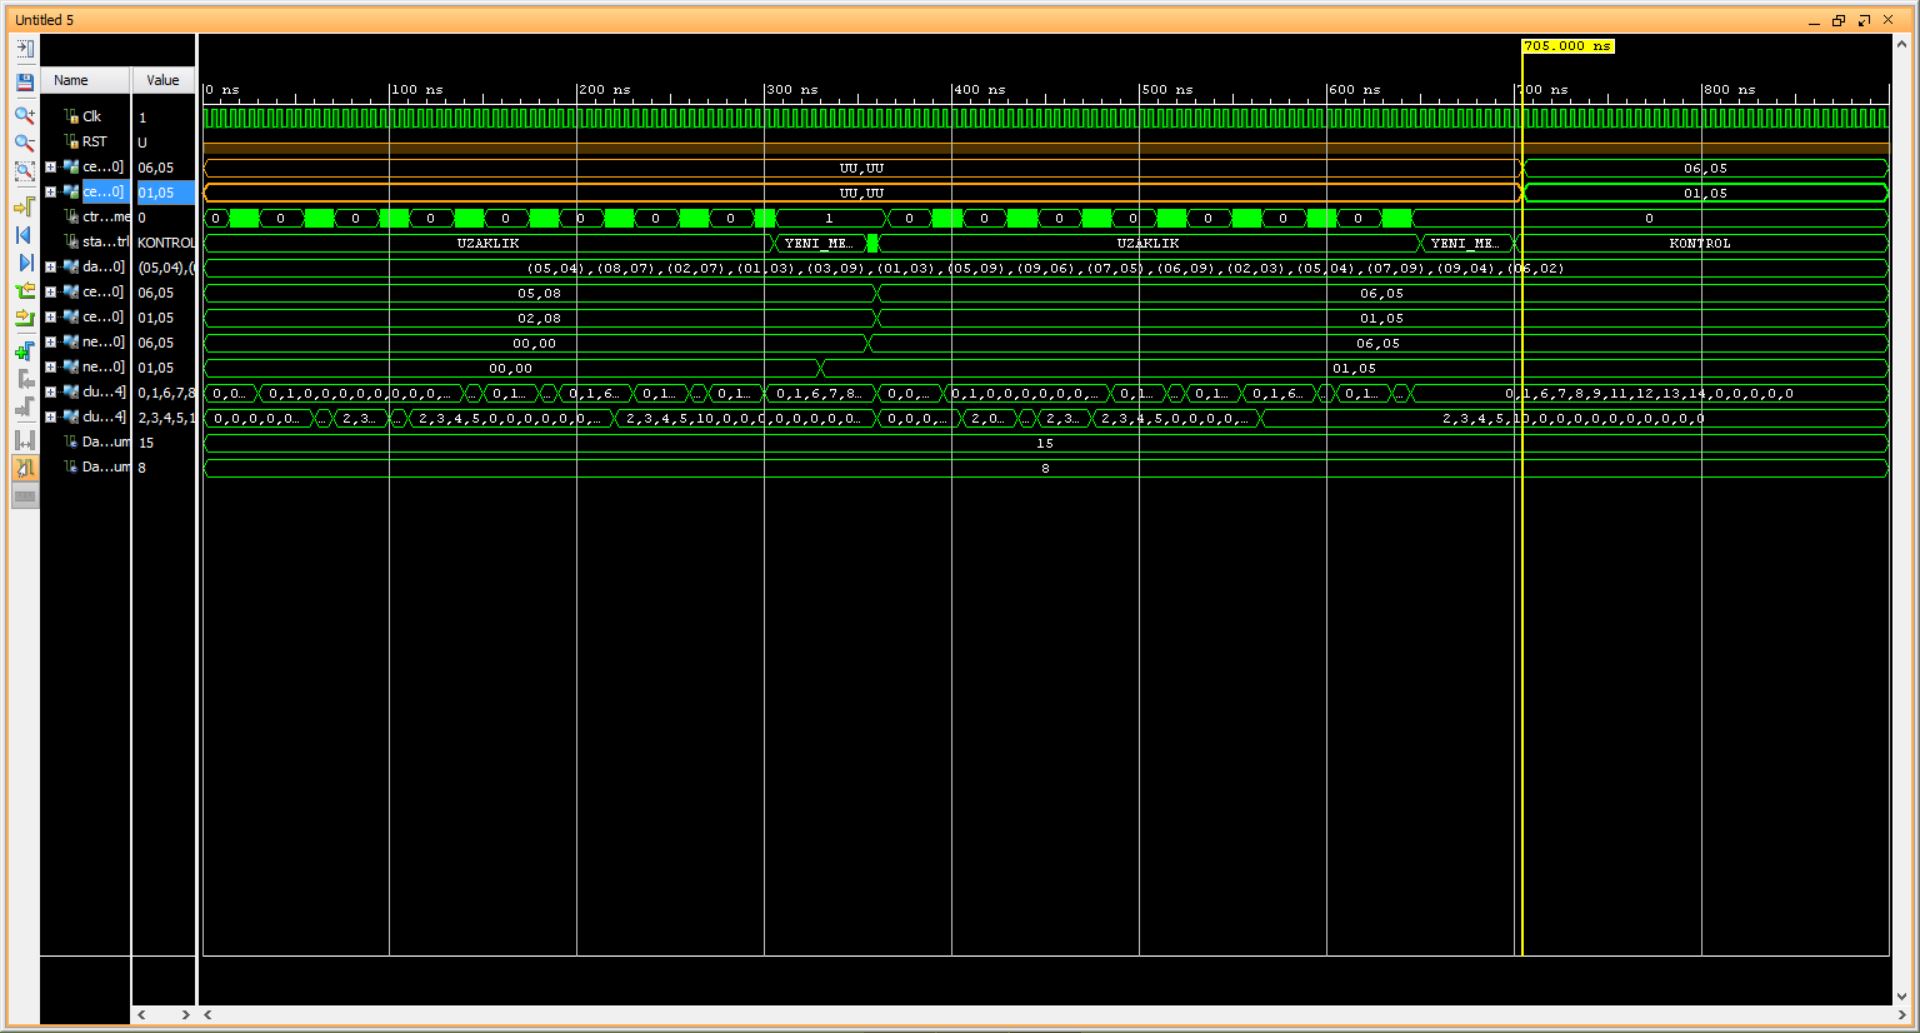 Untitled 5
705.000 ns
Name Value
0 ns 100 ns 200 ns 300 ns 400 ns 500 ns 600 ns 700 ns 800 ns
Clk 1
RST U
ce...0] 06,05 UU,UU 06,05
ce...0] 01,05 UU,UU 01,05
ctr...me 0 0 0 0 0 0 0 0 1 0 0 0 0 0 0 0 0
sta...trl KONTROL UZAKLIK YENI_ME… UZAKLIK YENI_ME… KONTROL
da...0] (05,04),( (05,04),(08,07),(02,07),(01,03),(03,09),(01,03),(05,09),(09,06),(07,05),(06,09),(02,03),(05,04),(07,09),(09,04),(06,02)
ce...0] 06,05 05,08 06,05
ce...0] 01,05 02,08 01,05
ne...0] 06,05 00,00 06,05
ne...0] 01,05 00,00 01,05
clu...4] 0,1,6,7,8 0,0… 0,1,0,0,0,0,0,0,0,… … 0,1… … 0,1,6… 0,1… … 0,1… 0,1,6,7,8… 0,0,… 0,1,0,0,0,0,0,… 0,1… … 0,1… 0,1,6… … 0,1… … 0,1,6,7,8,9,11,12,13,14,0,0,0,0,0
clu...4] 2,3,4,5,1 0,0,0,0,0… … 2,3… … 2,3,4,5,0,0,0,0,0,0,… 2,3,4,5,10,0,0,0,0,0,0,0,0… 0,0,0,… 2,0… … 2,3… 2,3,4,5,0,0,0,0,… 2,3,4,5,10,0,0,0,0,0,0,0,0,0,0
Da...um 15 15
Da...um 8 8